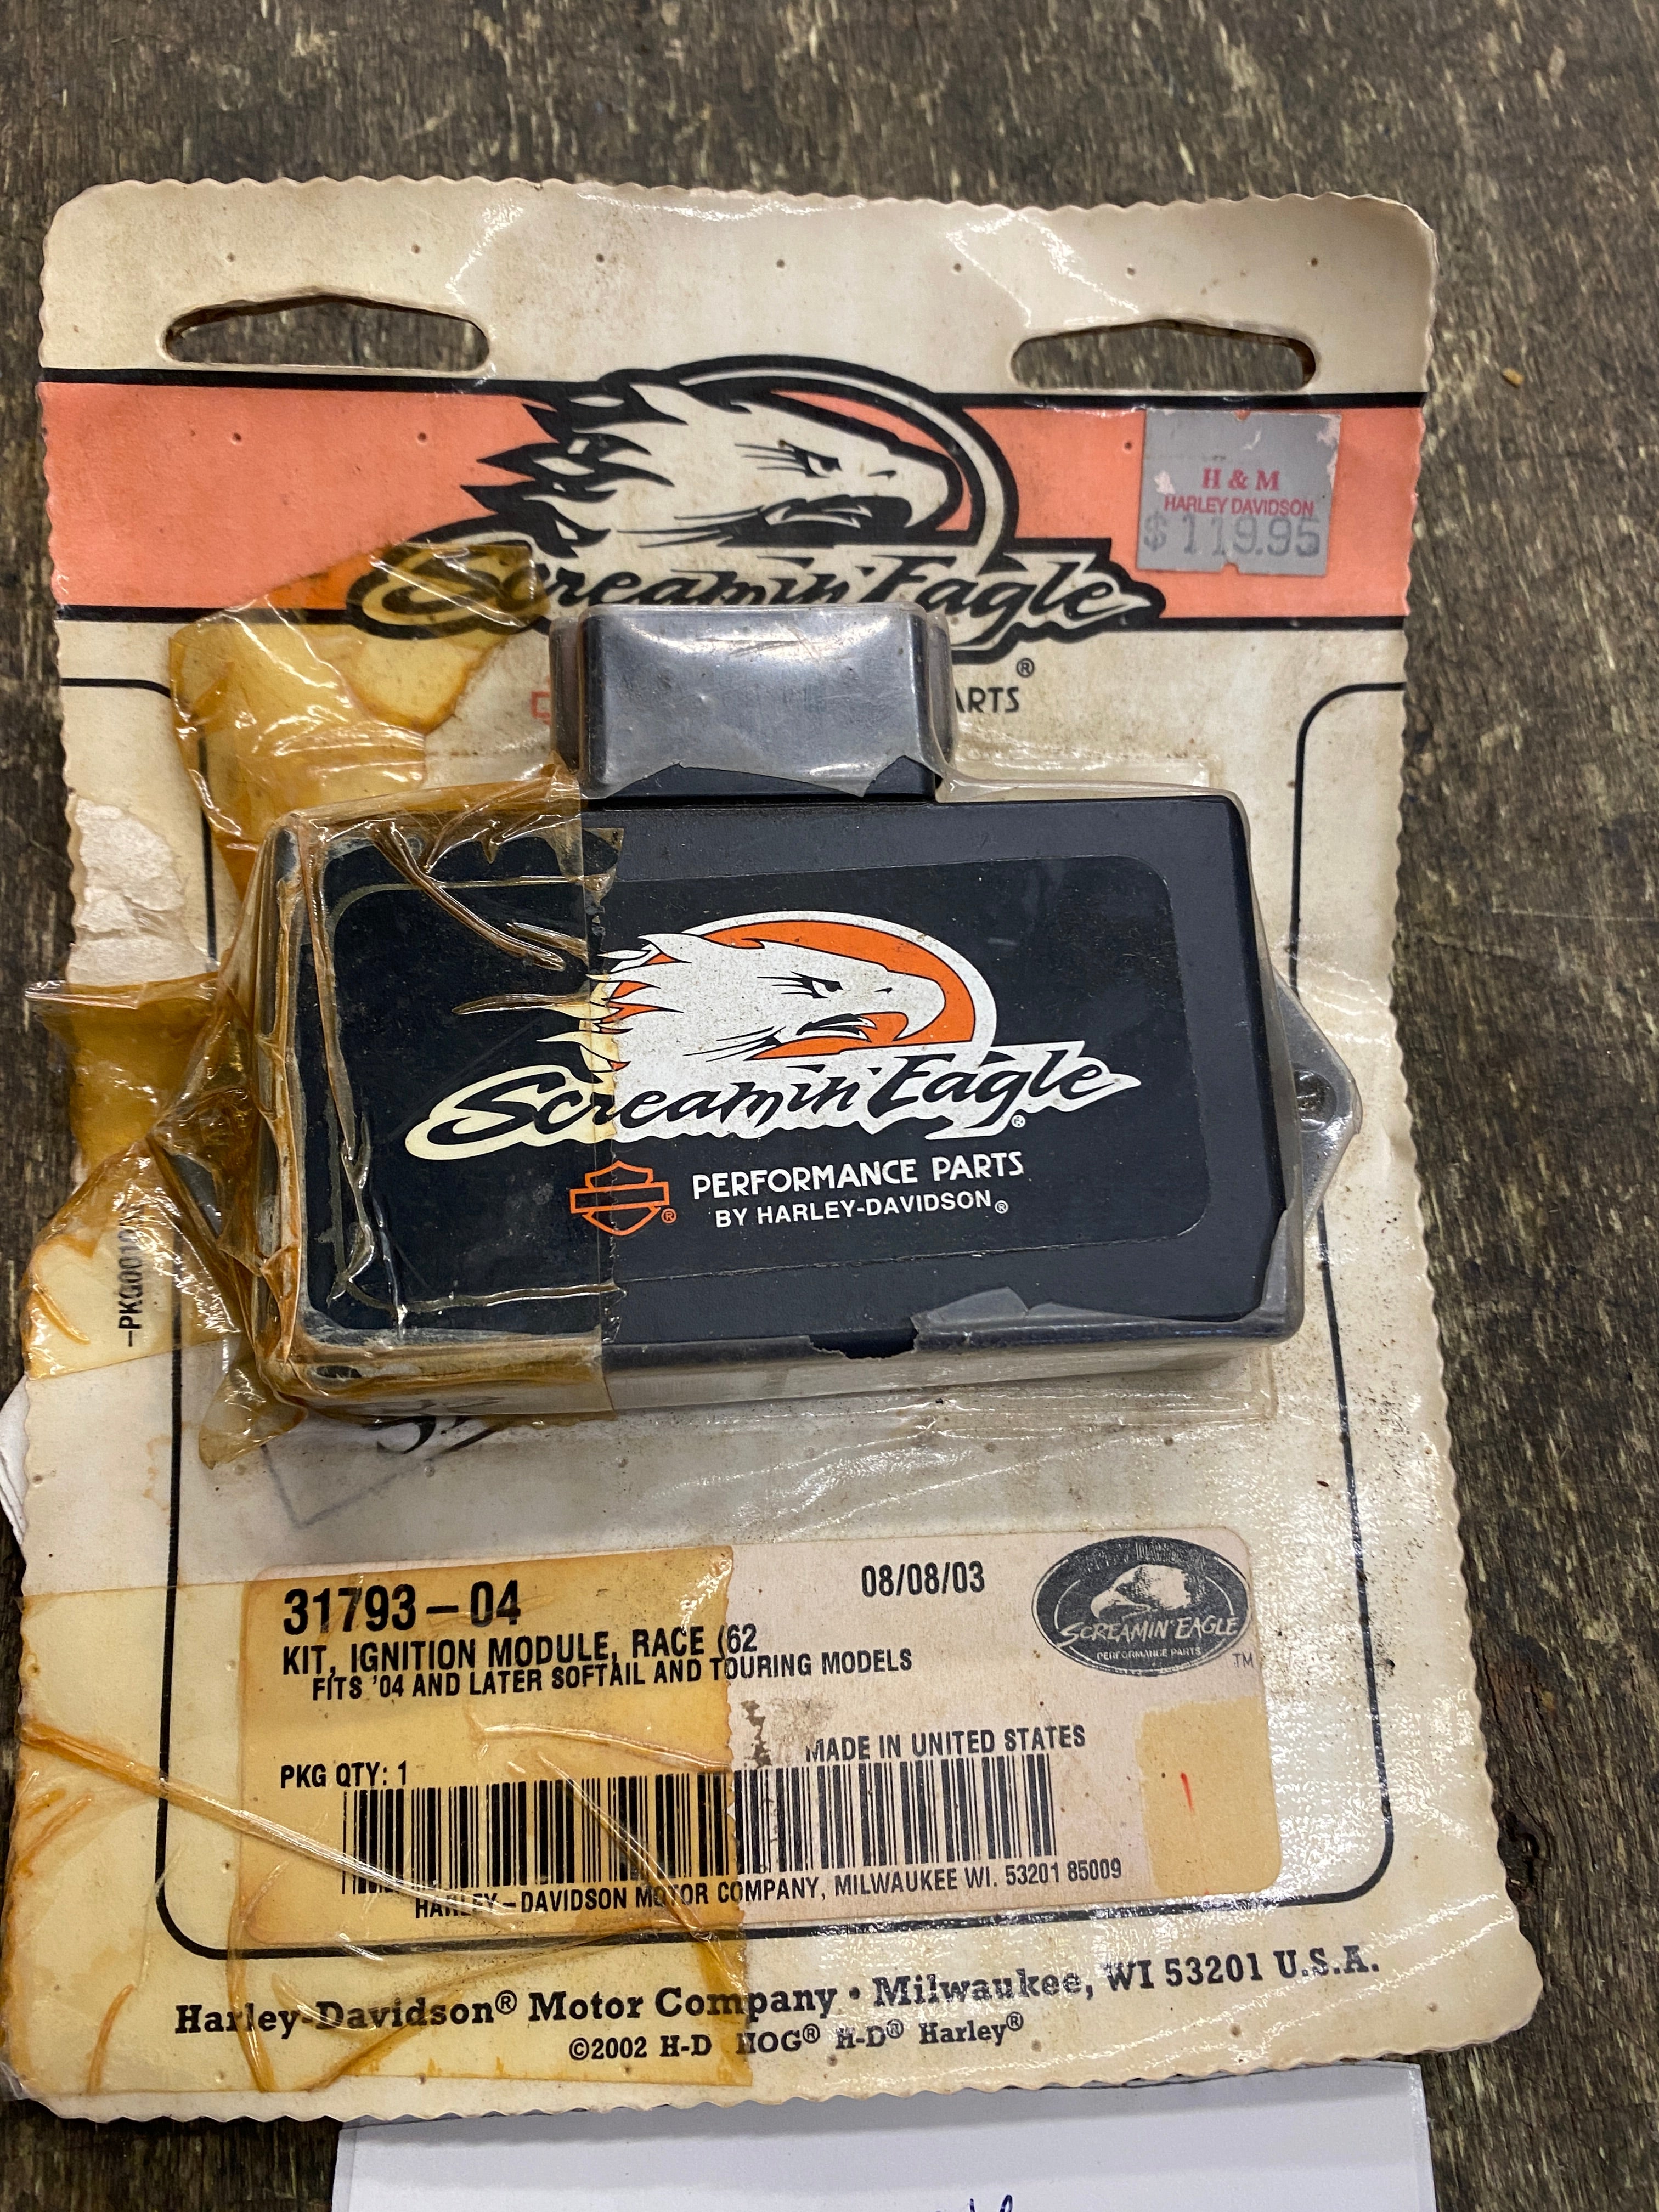 H & M
HARLEY DAVIDSON
$119.95
Screamin' Eagle
®
ARTS
Screamin' Eagle®
PERFORMANCE PARTS
® BY HARLEY-DAVIDSON®
31793-04
08/08/03
KIT, IGNITION MODULE, RACE (62
FITS '04 AND LATER SOFTAIL AND TOURING MODELS
SCREAMIN' EAGLE
PERFORMANCE PARTS
TM
MADE IN UNITED STATES
PKG QTY: 1
HARLEY-DAVIDSON MOTOR COMPANY, MILWAUKEE WI. 53201 85009
Harley-Davidson® Motor Company • Milwaukee, WI 53201 U.S.A.
©2002 H-D HOG® H-D® Harley®